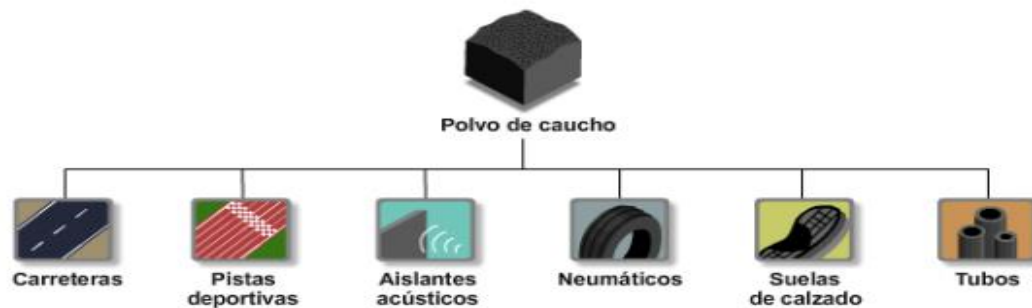 Polvo de caucho
Carreteras
Pistas
deportivas
Aislantes
acústicos
Neumáticos
Suelas
de calzado
Tubos